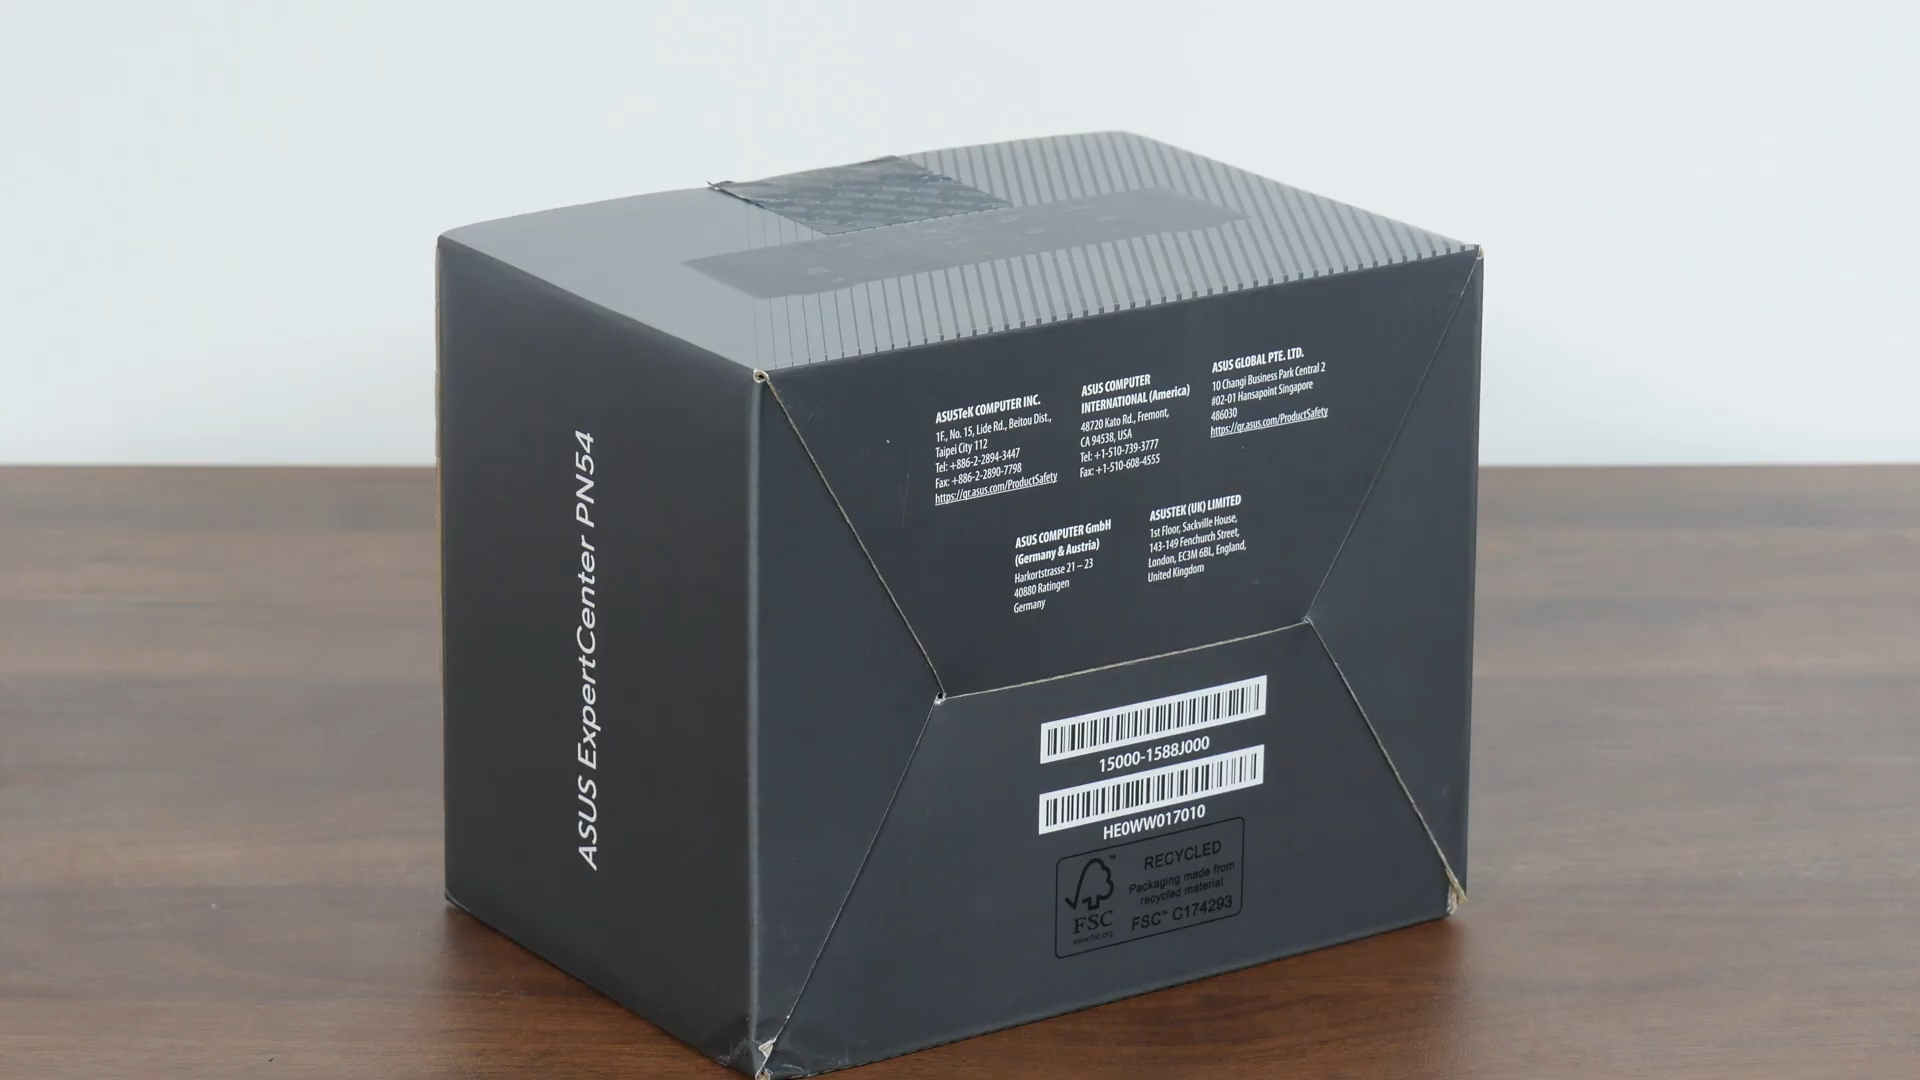 ASUS ExpertCenter PN54
ASUSTeK COMPUTER INC.
1F., No. 15, Lide Rd., Beitou Dist.,
Taipei City 112
Tel: +886-2-2894-3447
Fax: +886-2-2890-7798
https://qr.asus.com/ProductSafety
ASUS COMPUTER
INTERNATIONAL (America)
48720 Kato Rd., Fremont,
CA 94538, USA
Tel: +1-510-739-3777
Fax: +1-510-608-4555
ASUS GLOBAL PTE. LTD.
10 Changi Business Park Central 2
#02-01 Hansapoint Singapore
486030
https://qr.asus.com/ProductSafety
ASUS COMPUTER GmbH
(Germany & Austria)
Harkortstrasse 21 – 23
40880 Ratingen
Germany
ASUSTEK (UK) LIMITED
1st Floor, Sackville House,
143-149 Fenchurch Street,
London, EC3M 6BL, England,
United Kingdom
15000-1588J000
HE0WW017010
RECYCLED
Packaging made from
recycled material
FSC™ C174293
FSC
www.fsc.org